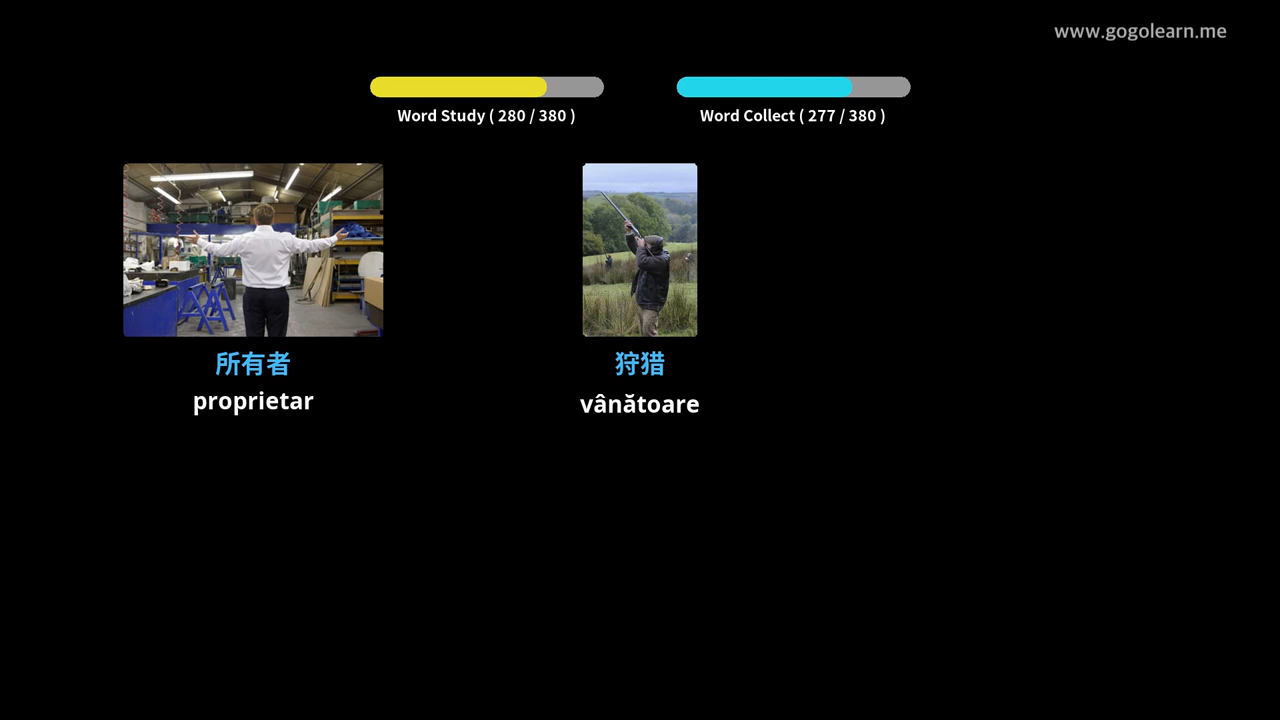 www.gogolearn.me
Word Study ( 280 / 380 )
Word Collect ( 277 / 380 )
所有者
proprietar
狩猎
vânătoare